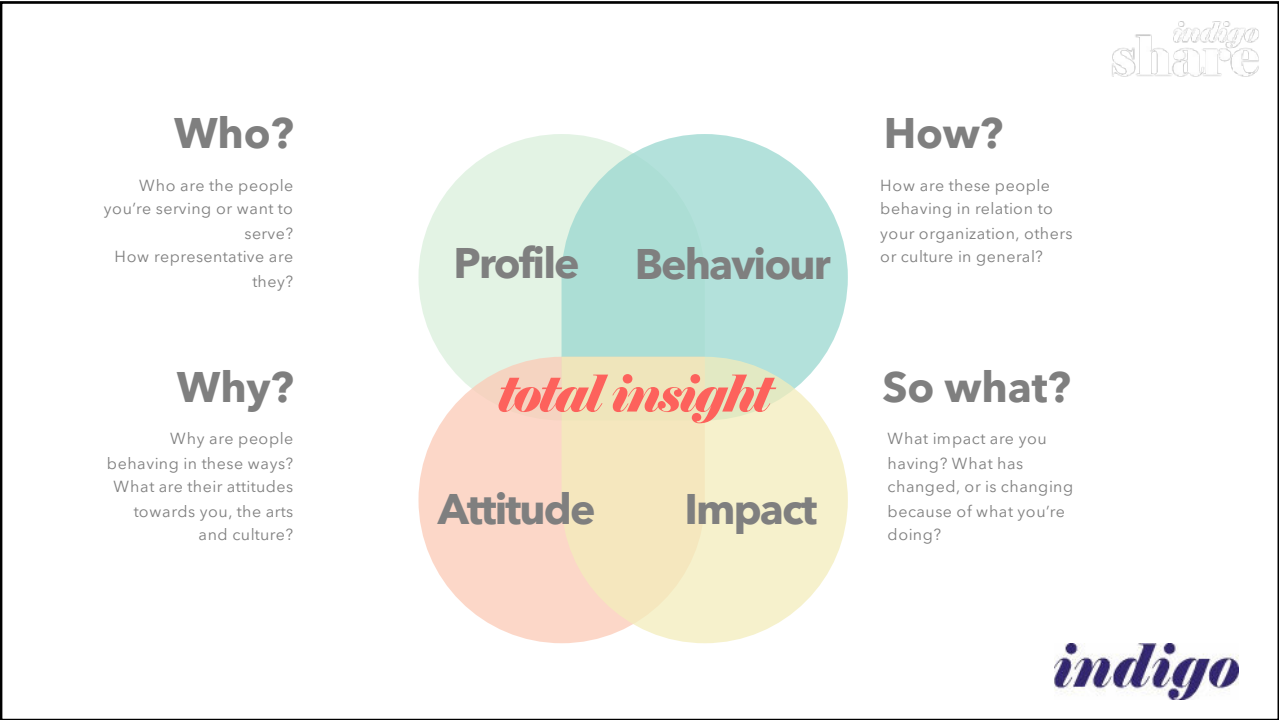 indigo
share
Who?
Who are the people
you’re serving or want to
serve?
How representative are
they?
How?
How are these people
behaving in relation to
your organization, others
or culture in general?
Profile
Behaviour
total insight
Why?
Why are people
behaving in these ways?
What are their attitudes
towards you, the arts
and culture?
So what?
What impact are you
having? What has
changed, or is changing
because of what you’re
doing?
Attitude
Impact
indigo